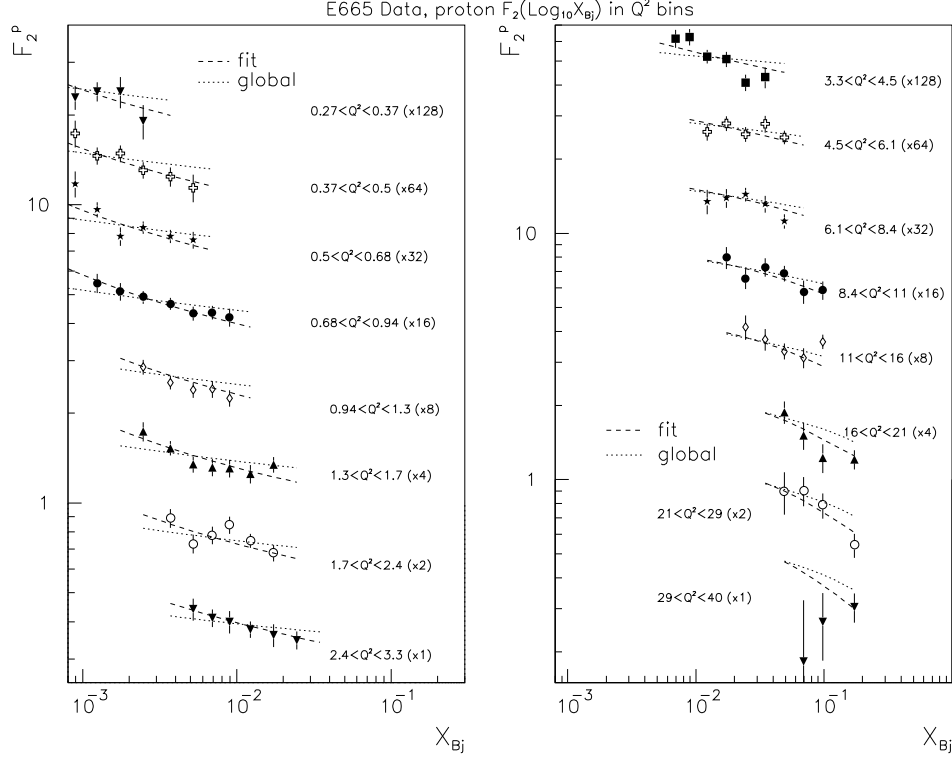 E665 Data, proton F₂(Log₁₀X_Bj) in Q² bins
F₂ᴾ
fit
global
0.27<Q²<0.37 (x128)
0.37<Q²<0.5 (x64)
10
0.5<Q²<0.68 (x32)
0.68<Q²<0.94 (x16)
0.94<Q²<1.3 (x8)
1.3<Q²<1.7 (x4)
1
1.7<Q²<2.4 (x2)
2.4<Q²<3.3 (x1)
10⁻³ 10⁻² 10⁻¹
X_Bj
F₂ᴾ
3.3<Q²<4.5 (x128)
4.5<Q²<6.1 (x64)
6.1<Q²<8.4 (x32)
10
8.4<Q²<11 (x16)
11<Q²<16 (x8)
fit
16<Q²<21 (x4)
global
1
21<Q²<29 (x2)
29<Q²<40 (x1)
10⁻³ 10⁻² 10⁻¹
X_Bj